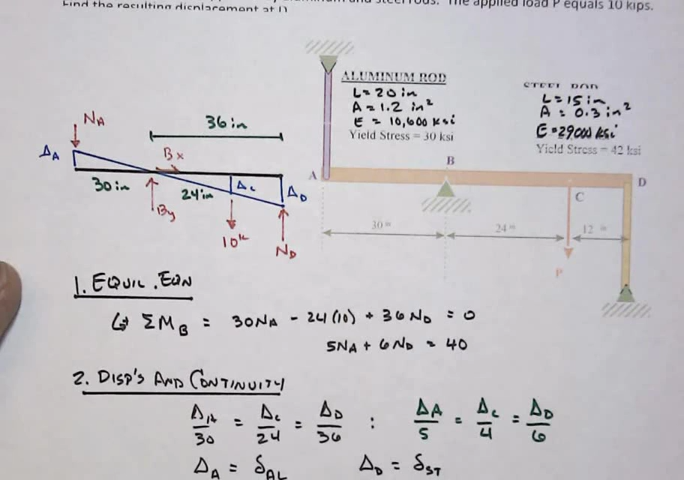 steel rods. The applied load P equals 10 kips.
Find the resulting displacement at D
ALUMINUM ROD
L = 20 in
A = 1.2 in²
E = 10,600 ksi
Yield Stress = 30 ksi
STEEL ROD
L = 15 in
A = 0.3 in²
E = 29000 ksi
Yield Stress = 42 ksi
NA
36 in
ΔA
Bx
30 in
By
24 in
ΔC
ΔD
10k
ND
A
B
C
D
30 in
24 in
12 in
P
1. EQUIL. EQN
↺ ΣMB = 30NA - 24(10) + 36ND = 0
5NA + 6ND = 40
2. DISP'S AND CONTINUITY
ΔA/30 = ΔC/24 = ΔD/36 : ΔA/5 = ΔC/4 = ΔD/6
ΔA = δAL ΔD = δST